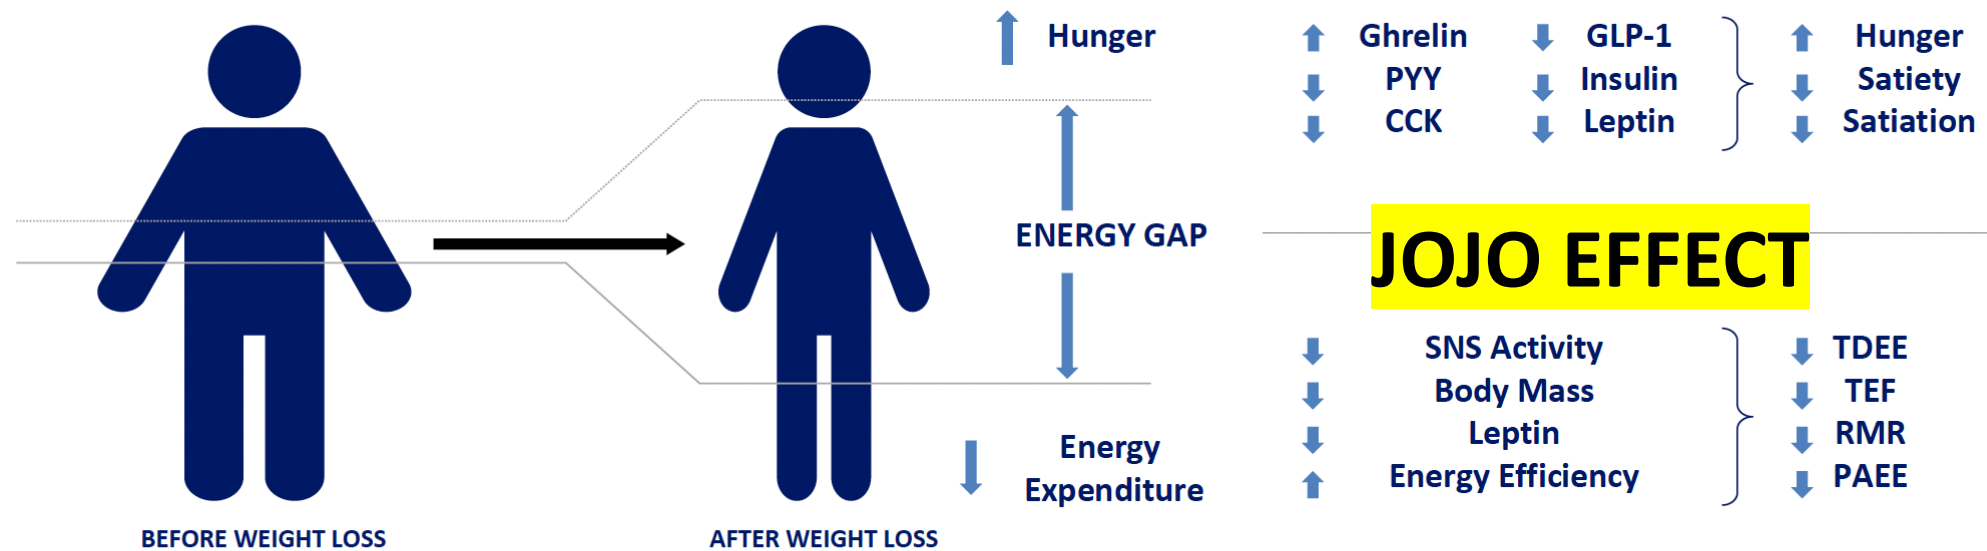 Hunger
ENERGY GAP
Energy
Expenditure
BEFORE WEIGHT LOSS
AFTER WEIGHT LOSS
Ghrelin GLP-1 Hunger
PYY Insulin Satiety
CCK Leptin Satiation
JOJO EFFECT
SNS Activity TDEE
Body Mass TEF
Leptin RMR
Energy Efficiency PAEE